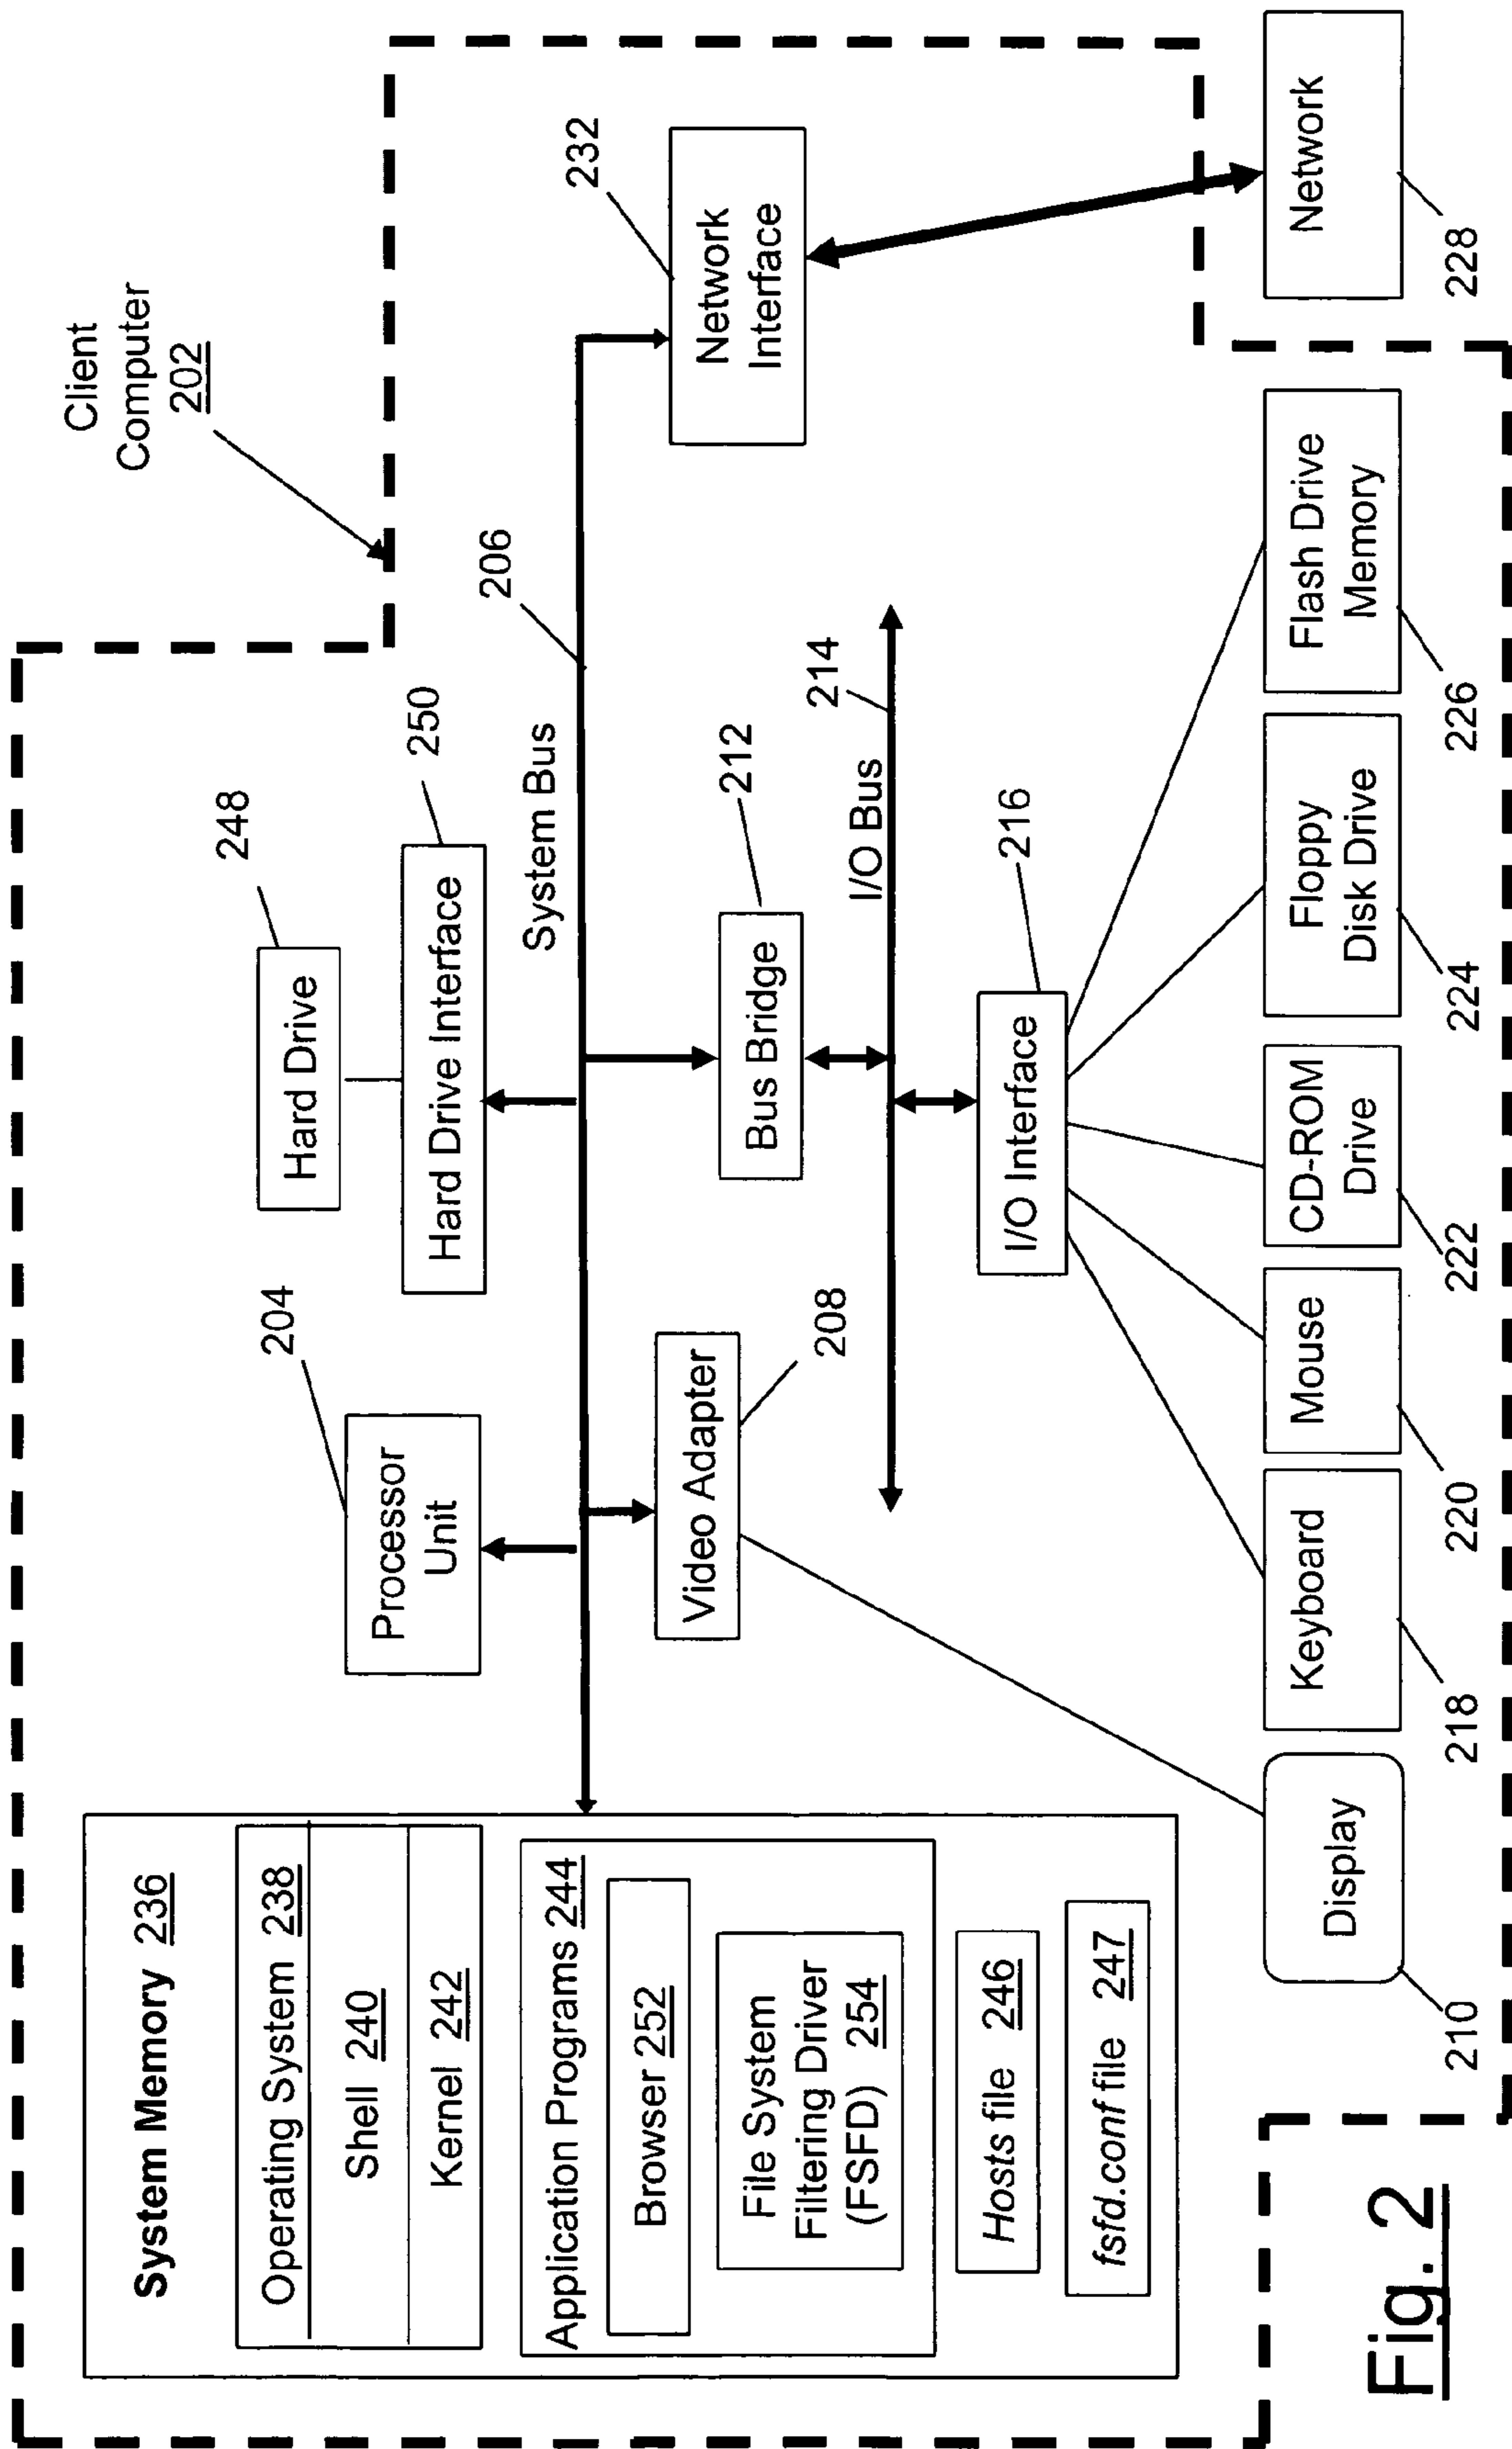 Client
Computer
202
System Memory 236
Operating System 238
Shell 240
Kernel 242
Application Programs 244
Browser 252
File System
Filtering Driver
(FSFD) 254
Hosts file 246
fsfd.conf file 247
204
Processor
Unit
248
Hard Drive
250
Hard Drive Interface
System Bus
206
232
Network
Interface
Video Adapter
208
Bus Bridge
212
I/O Bus
214
I/O Interface
216
Display
210
Keyboard
218
Mouse
220
CD-ROM
Drive
222
Floppy
Disk Drive
224
Flash Drive
Memory
226
Network
228
Fig. 2